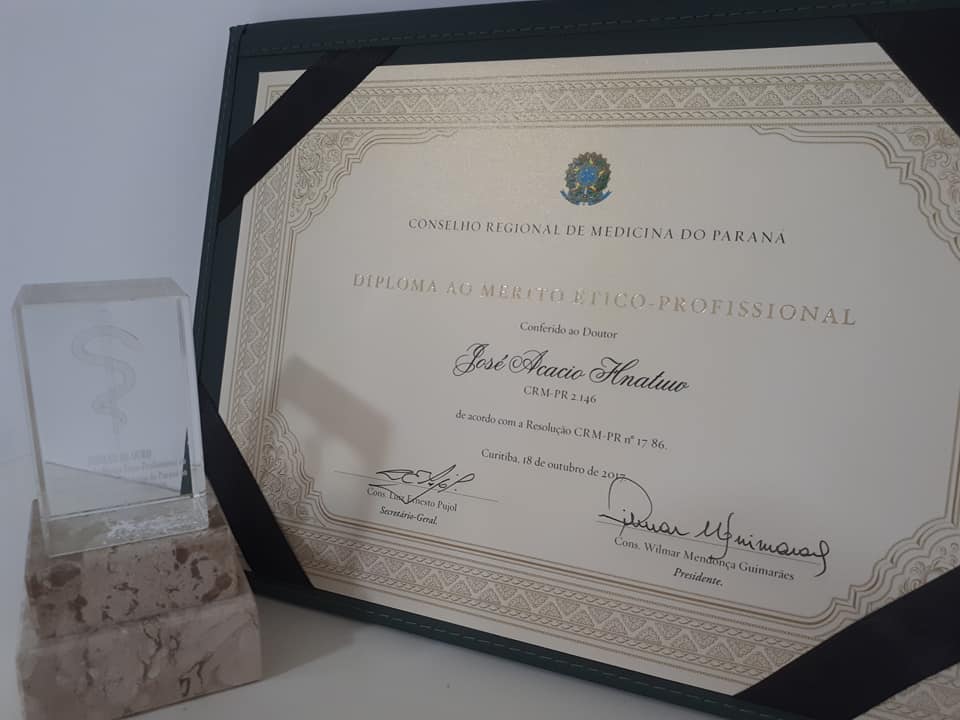 CONSELHO REGIONAL DE MEDICINA DO PARANÁ
DIPLOMA AO MÉRITO ÉTICO-PROFISSIONAL
Conferido ao Doutor
José Acacio Hnatuw
CRM-PR 2.146
de acordo com a Resolução CRM-PR nº 17/86.
Curitiba, 18 de outubro de 2017
Cons. Luiz Ernesto Pujol
Secretário-Geral.
Wilmar M Guimarães
Cons. Wilmar Mendonça Guimarães
Presidente.